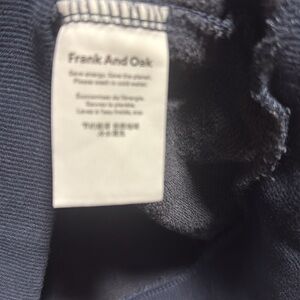 Frank And Oak
Save energy. Save the planet.
Please wash in cold water.
Économisez de l'énergie.
Sauvez la planète.
Lavez à l'eau froide.